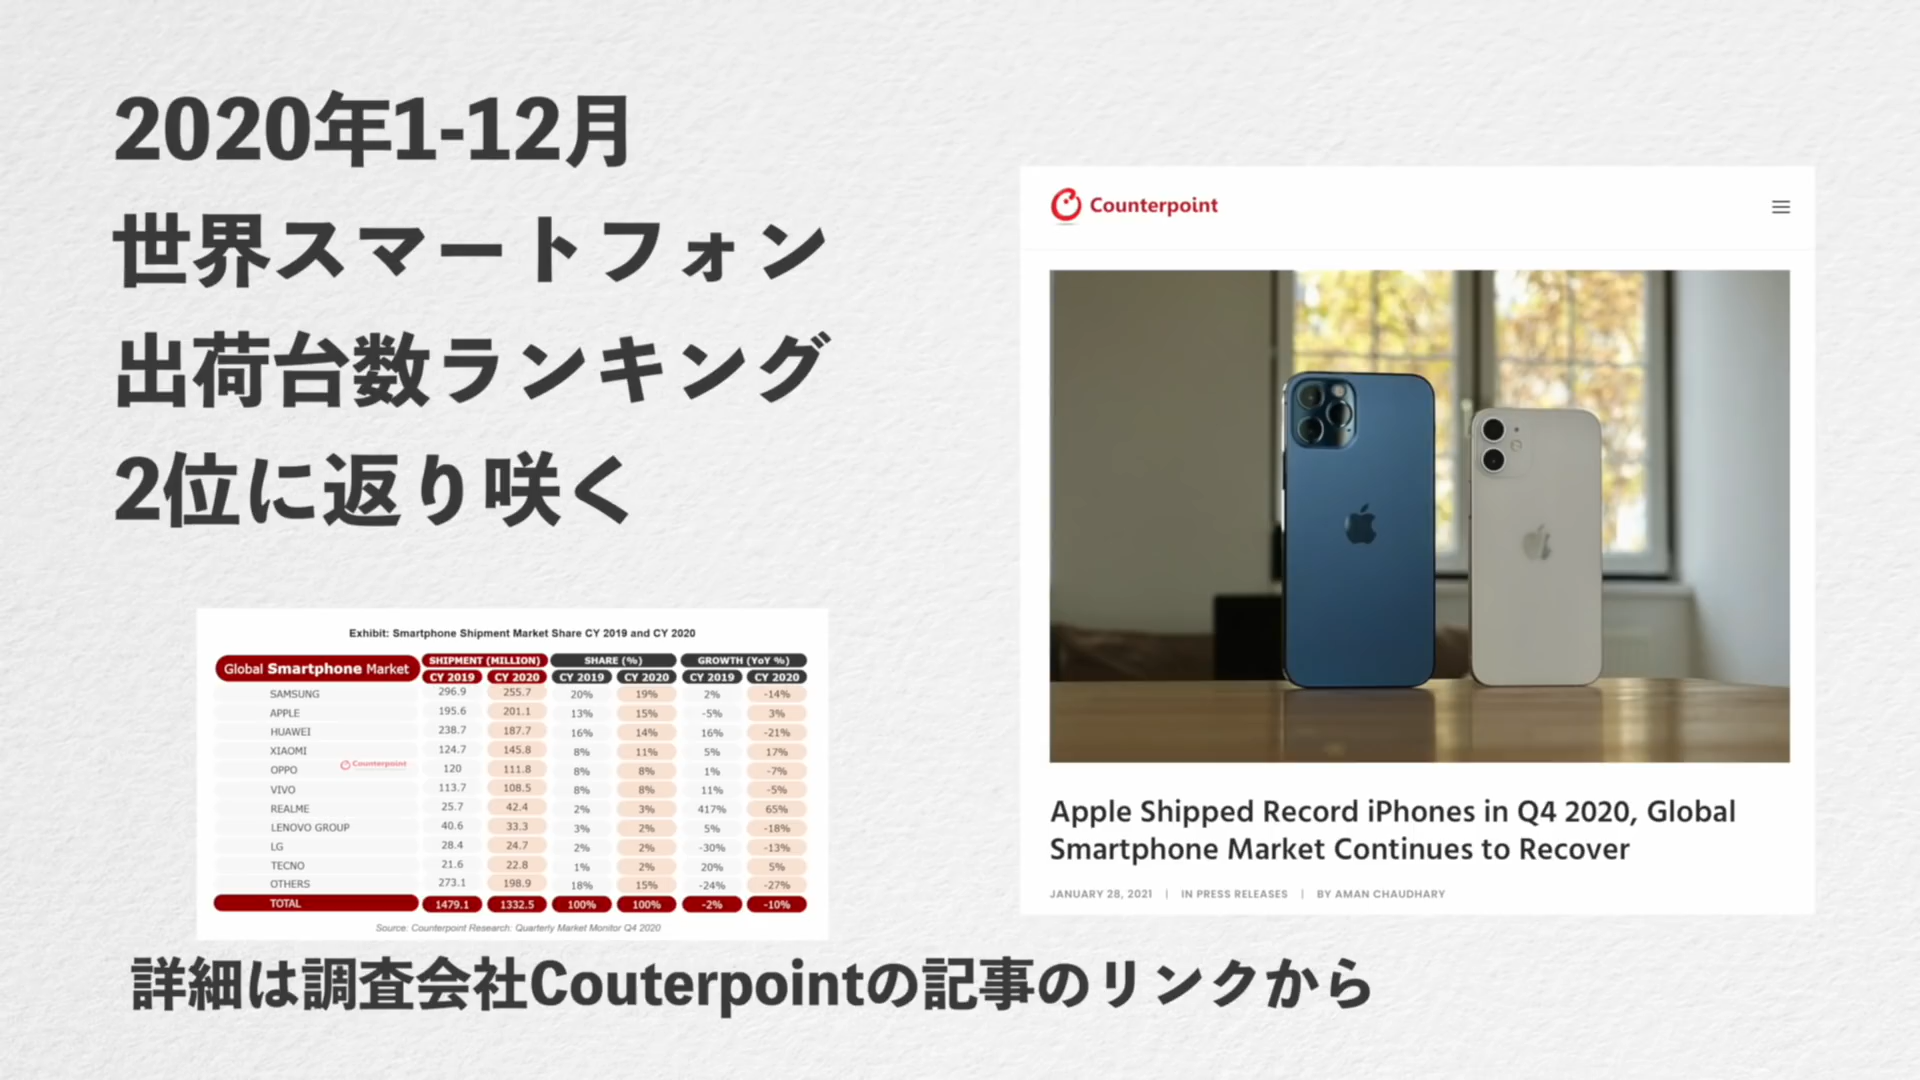 2020年1-12月
世界スマートフォン
出荷台数ランキング
2位に返り咲く
Counterpoint
Apple Shipped Record iPhones in Q4 2020, Global
Smartphone Market Continues to Recover
JANUARY 28, 2021 | IN PRESS RELEASES | BY AMAN CHAUDHARY
Exhibit: Smartphone Shipment Market Share CY 2019 and CY 2020
Global Smartphone Market SHIPMENT (MILLION) SHARE (%) GROWTH (YoY %)
CY 2019 CY 2020 CY 2019 CY 2020 CY 2019 CY 2020
SAMSUNG 296.9 255.7 20% 19% 2% -14%
APPLE 195.6 201.1 13% 15% -5% 3%
HUAWEI 238.7 187.7 16% 14% 16% -21%
XIAOMI 124.7 145.8 8% 11% 5% 17%
OPPO Counterpoint 120 111.8 8% 8% 1% -7%
VIVO 113.7 108.5 8% 8% 11% -5%
REALME 25.7 42.4 2% 3% 417% 65%
LENOVO GROUP 40.6 33.3 3% 2% 5% -18%
LG 28.4 24.7 2% 2% -30% -13%
TECNO 21.6 22.8 1% 2% 20% 5%
OTHERS 273.1 198.9 18% 15% -24% -27%
TOTAL 1479.1 1332.5 100% 100% -2% -10%
Source: Counterpoint Research: Quarterly Market Monitor Q4 2020
詳細は調査会社Couterpointの記事のリンクから